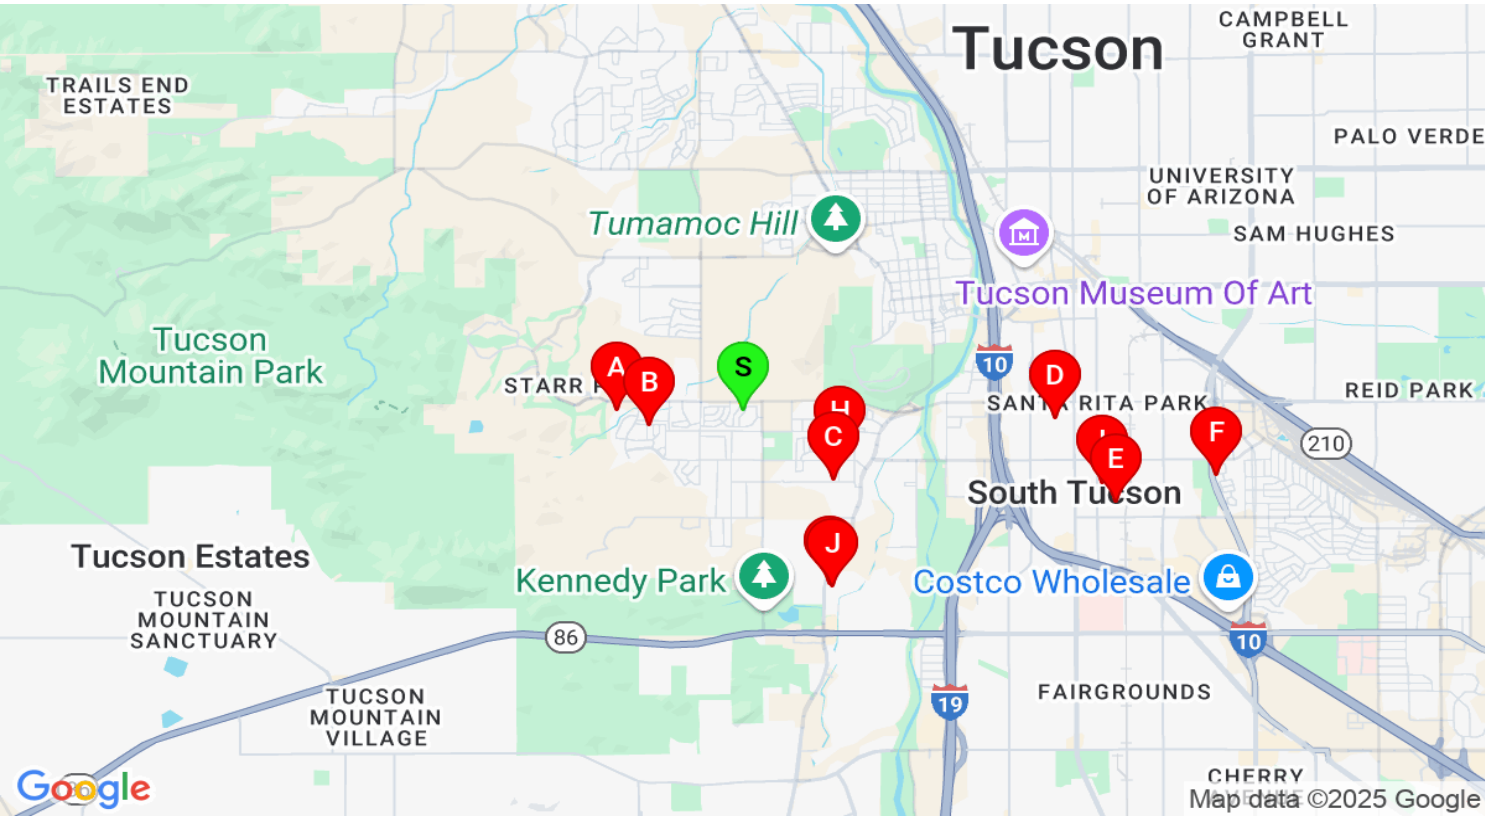 CAMPBELL
GRANT
Tucson
TRAILS END
ESTATES
PALO VERDE
UNIVERSITY
OF ARIZONA
Tumamoc Hill
SAM HUGHES
M
Tucson Museum Of Art
Tucson
Mountain Park
A
S
10
B
D
STARR
SANTA RITA PARK
REID PARK
H
C
F
210
E
South Tucson
J
Tucson Estates
Kennedy Park
Costco Wholesale
TUCSON
MOUNTAIN
SANCTUARY
86
10
TUCSON
MOUNTAIN
VILLAGE
19
FAIRGROUNDS
CHERRY
Google
Map data ©2025 Google